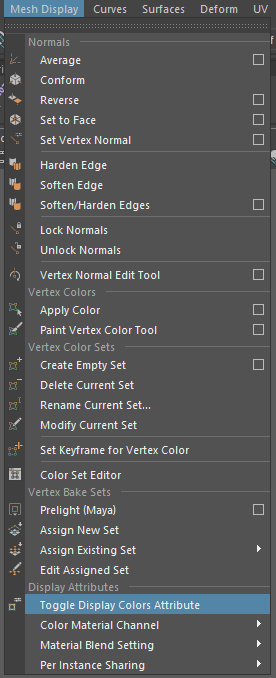 Mesh Display Curves Surfaces Deform UV
Normals
Average
Conform
Reverse
Set to Face
Set Vertex Normal
Harden Edge
Soften Edge
Soften/Harden Edges
Lock Normals
Unlock Normals
Vertex Normal Edit Tool
Vertex Colors
Apply Color
Paint Vertex Color Tool
Vertex Color Sets
Create Empty Set
Delete Current Set
Rename Current Set...
Modify Current Set
Set Keyframe for Vertex Color
Color Set Editor
Vertex Bake Sets
Prelight (Maya)
Assign New Set
Assign Existing Set
Edit Assigned Set
Display Attributes
Toggle Display Colors Attribute
Color Material Channel
Material Blend Setting
Per Instance Sharing